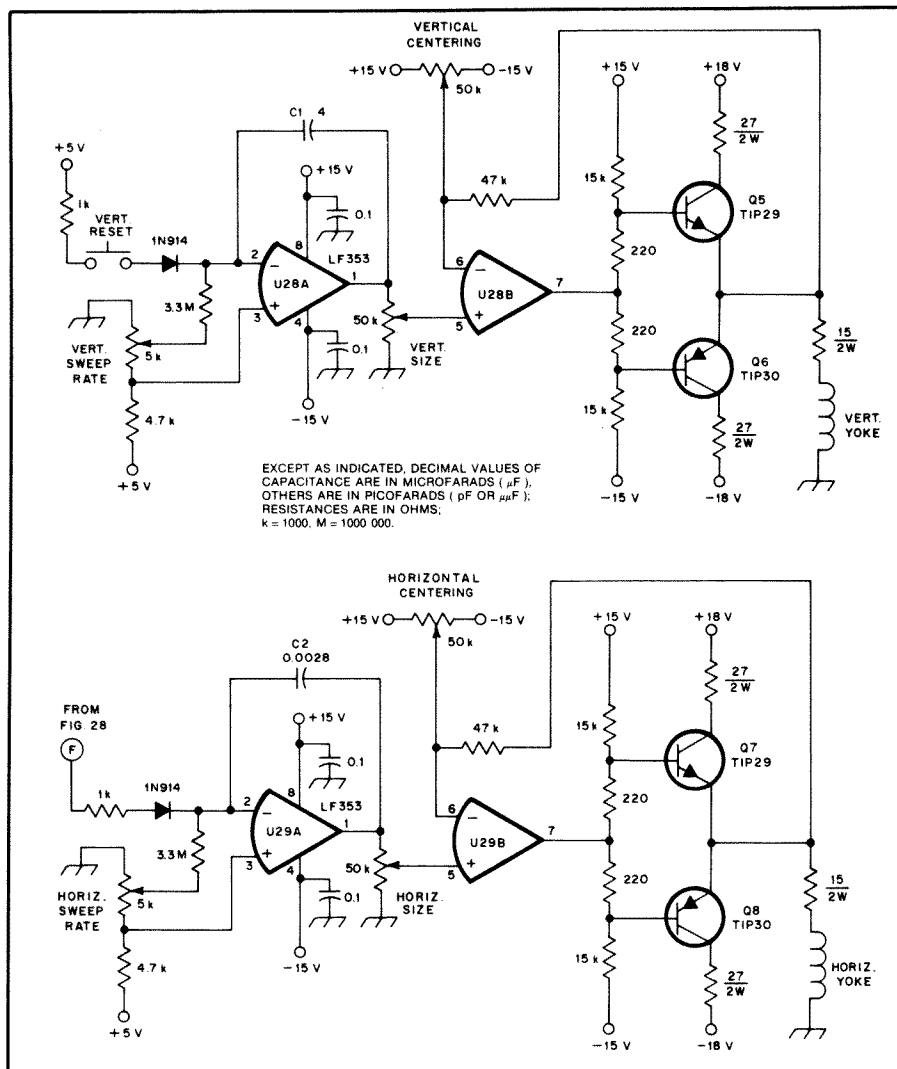 VERTICAL
CENTERING
+15 V
-15 V
50 k
+15 V
+18 V
27
2W
C1
4
+5 V
+15 V
1k
VERT.
RESET
1N914
0.1
47 k
15 k
Q5
TIP29
2
8
LF353
U28A
1
6
U28B
7
220
3.3 M
3
4
50 k
5
220
15
2W
VERT.
SWEEP
RATE
5 k
0.1
VERT.
SIZE
Q6
TIP30
4.7 k
15 k
27
2W
VERT.
YOKE
+5 V
-15 V
-15 V
-18 V
EXCEPT AS INDICATED, DECIMAL VALUES OF
CAPACITANCE ARE IN MICROFARADS ( µF ),
OTHERS ARE IN PICOFARADS ( pF OR µµF );
RESISTANCES ARE IN OHMS;
k = 1000, M = 1000 000.
HORIZONTAL
CENTERING
+15 V
-15 V
50 k
+15 V
+18 V
27
2W
C2
0.0028
FROM
FIG. 28
F
+15 V
1k
1N914
0.1
47 k
15 k
Q7
TIP29
2
8
LF353
U29A
1
6
U29B
7
220
3.3 M
3
4
50 k
5
220
15
2W
HORIZ.
SWEEP
RATE
5 k
0.1
HORIZ.
SIZE
Q8
TIP30
4.7 k
15 k
27
2W
HORIZ.
YOKE
+5 V
-15 V
-15 V
-18 V